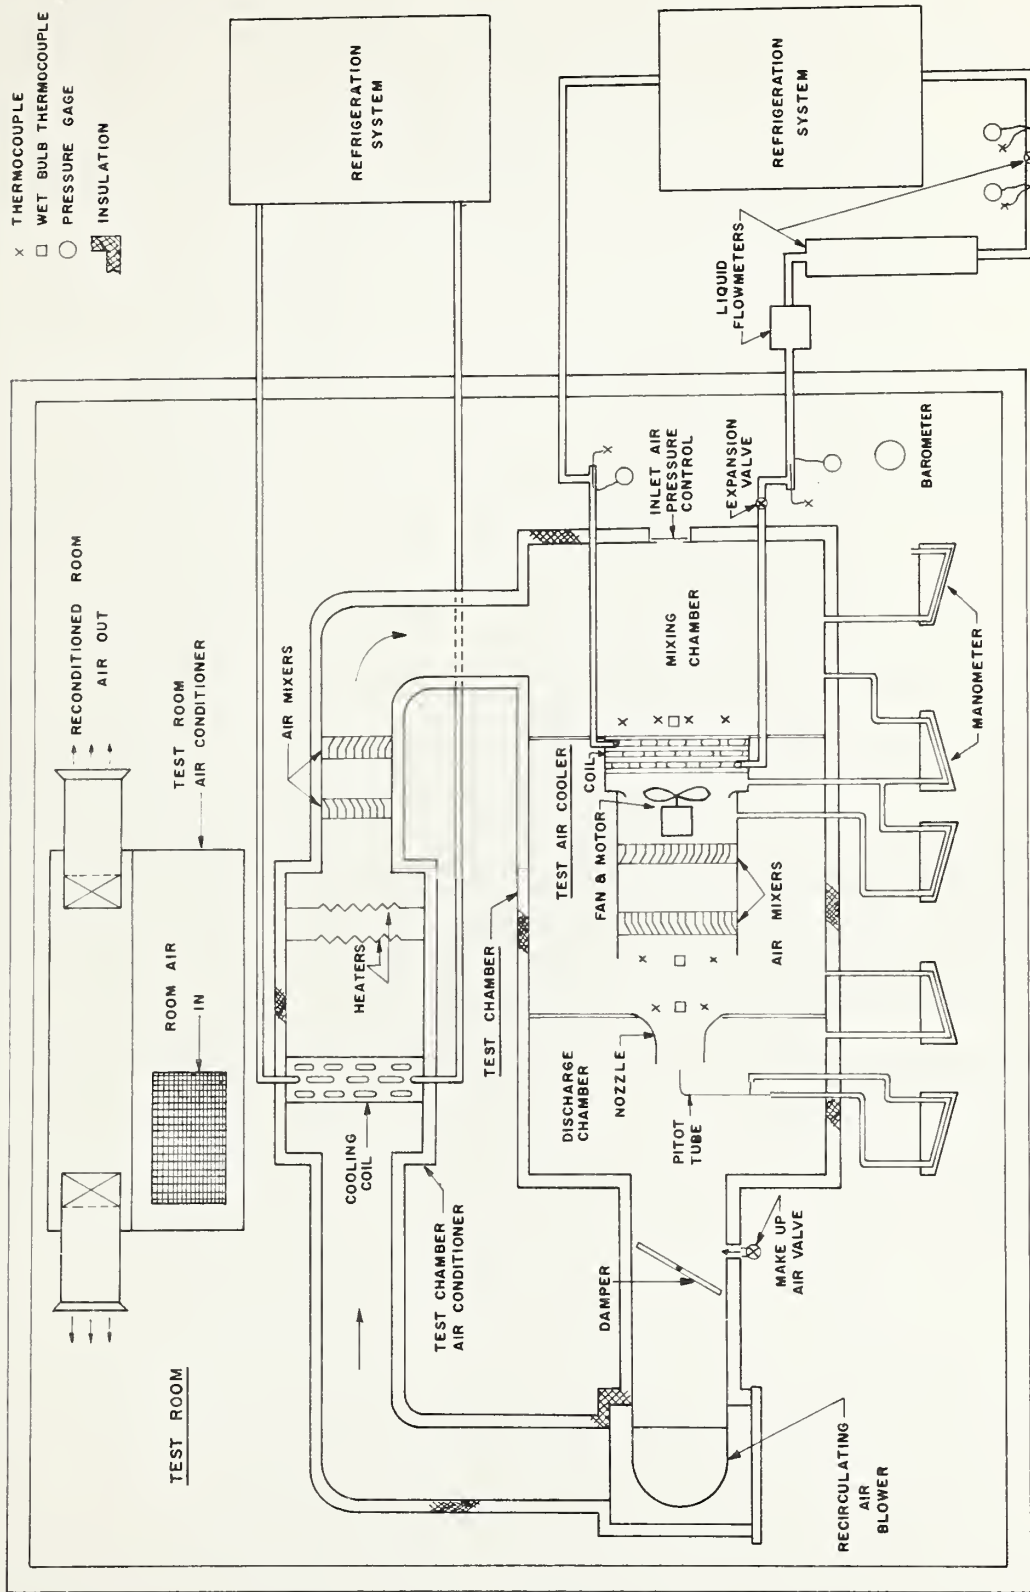 × THERMOCOUPLE
□ WET BULB THERMOCOUPLE
○ PRESSURE GAGE
INSULATION
REFRIGERATION
SYSTEM
REFRIGERATION
SYSTEM
LIQUID
FLOWMETERS
RECONDITIONED ROOM
AIR OUT
TEST ROOM
AIR CONDITIONER
ROOM AIR
IN
TEST ROOM
AIR MIXERS
HEATERS
COOLING
COIL
TEST CHAMBER
AIR CONDITIONER
TEST CHAMBER
TEST AIR COOLER
COIL
FAN & MOTOR
AIR MIXERS
MIXING
CHAMBER
INLET AIR
PRESSURE
CONTROL
EXPANSION
VALVE
BAROMETER
MANOMETER
DISCHARGE
CHAMBER
NOZZLE
PITOT
TUBE
DAMPER
MAKE UP
AIR VALVE
RECIRCULATING
AIR
BLOWER